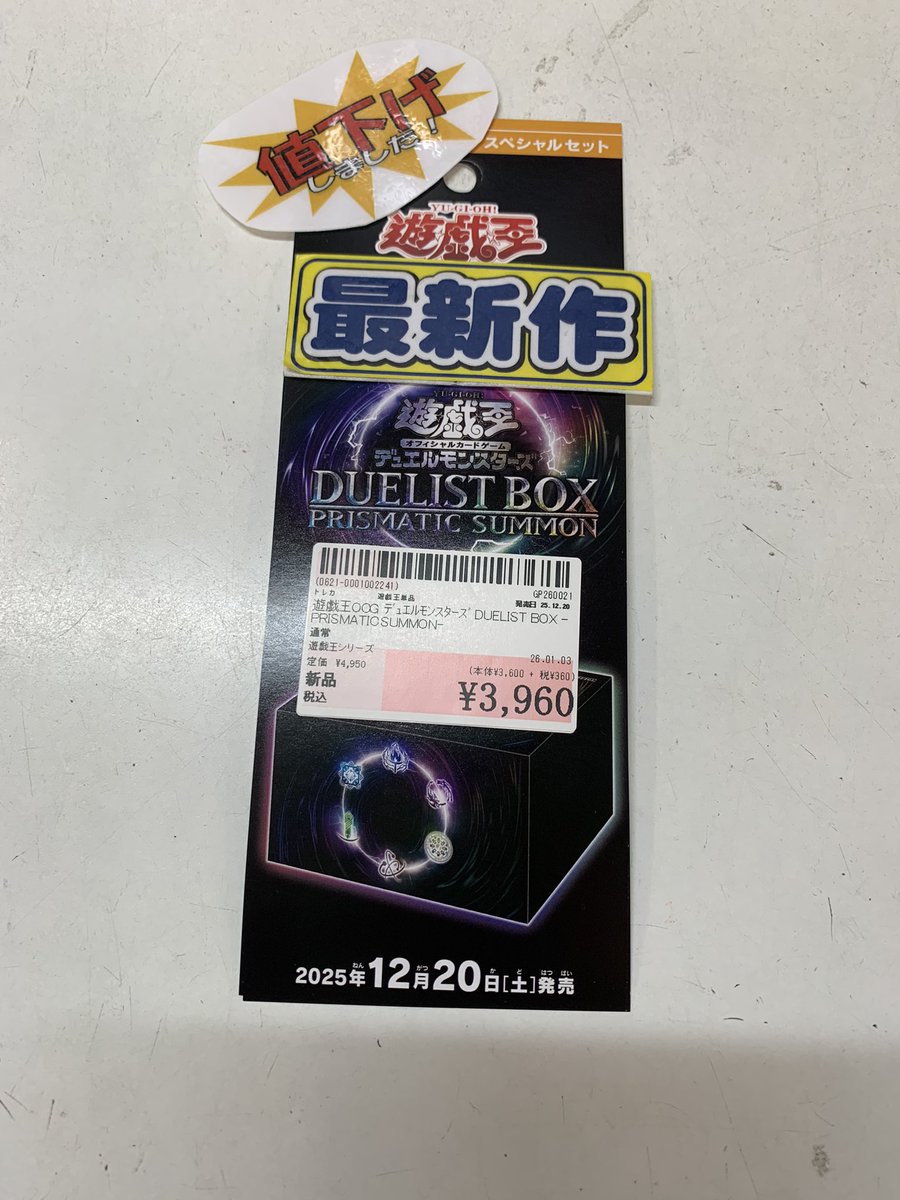 値下げ
しました!
スペシャルセット
YU-GI-OH!
遊☆戯☆王
最新作
YU-GI-OH!
遊☆戯☆王
オフィシャルカードゲーム
デュエルモンスターズ
DUELIST BOX
PRISMATIC SUMMON
(0621-0001002241) GP260021
トレカ 遊戯王単品 発売日 25.12.20
遊戯王OCG デュエルモンスターズ DUELIST BOX -
PRISMATICSUMMON-
通常
遊戯王シリーズ 26.01.03
定価 ¥4,950 (本体¥3,600 + 税¥360)
新品
税込 ¥3,960
2025年12月20日[土]発売